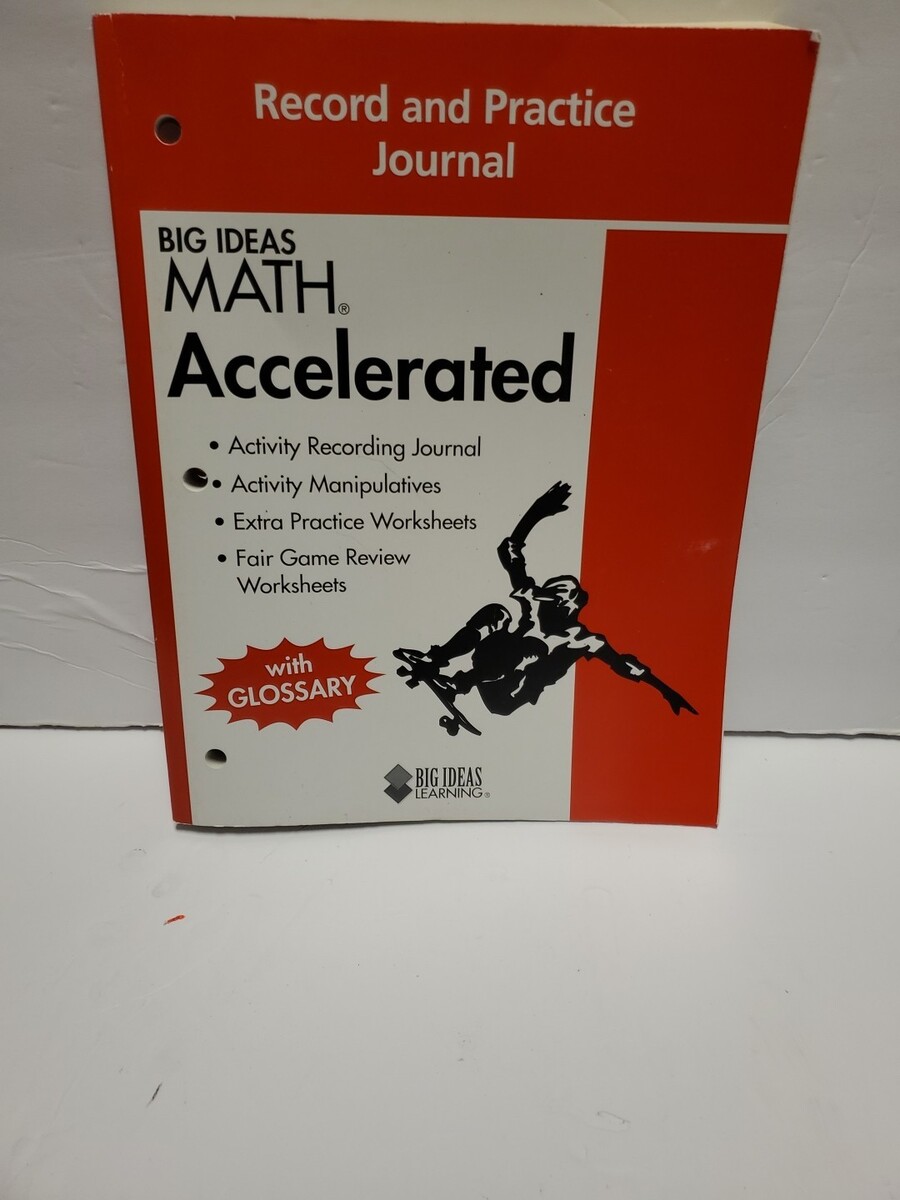 Record and Practice
Journal
BIG IDEAS
MATH®
Accelerated
• Activity Recording Journal
• Activity Manipulatives
• Extra Practice Worksheets
• Fair Game Review
Worksheets
with
GLOSSARY
BIG IDEAS
LEARNING®